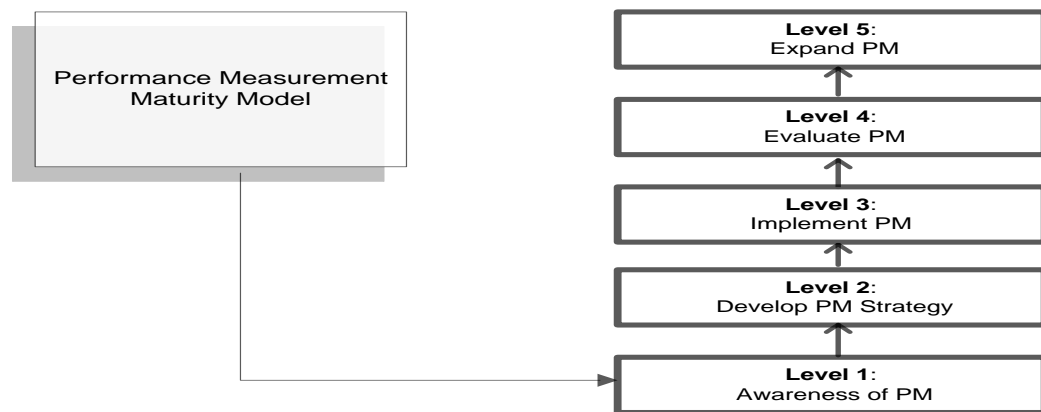 Performance Measurement
Maturity Model
Level 5:
Expand PM
Level 4:
Evaluate PM
Level 3:
Implement PM
Level 2:
Develop PM Strategy
Level 1:
Awareness of PM